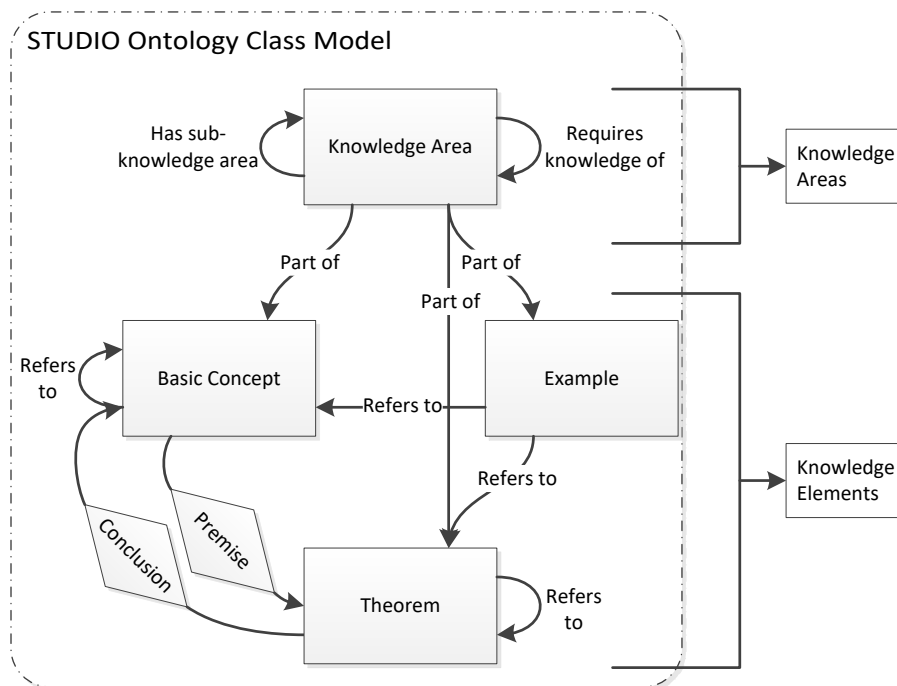 STUDIO Ontology Class Model
Has sub-
knowledge area
Knowledge Area
Requires
knowledge of
Knowledge
Areas
Part of
Part of
Part of
Refers
to
Basic Concept
Example
Refers to
Refers to
Knowledge
Elements
Conclusion
Premise
Theorem
Refers
to